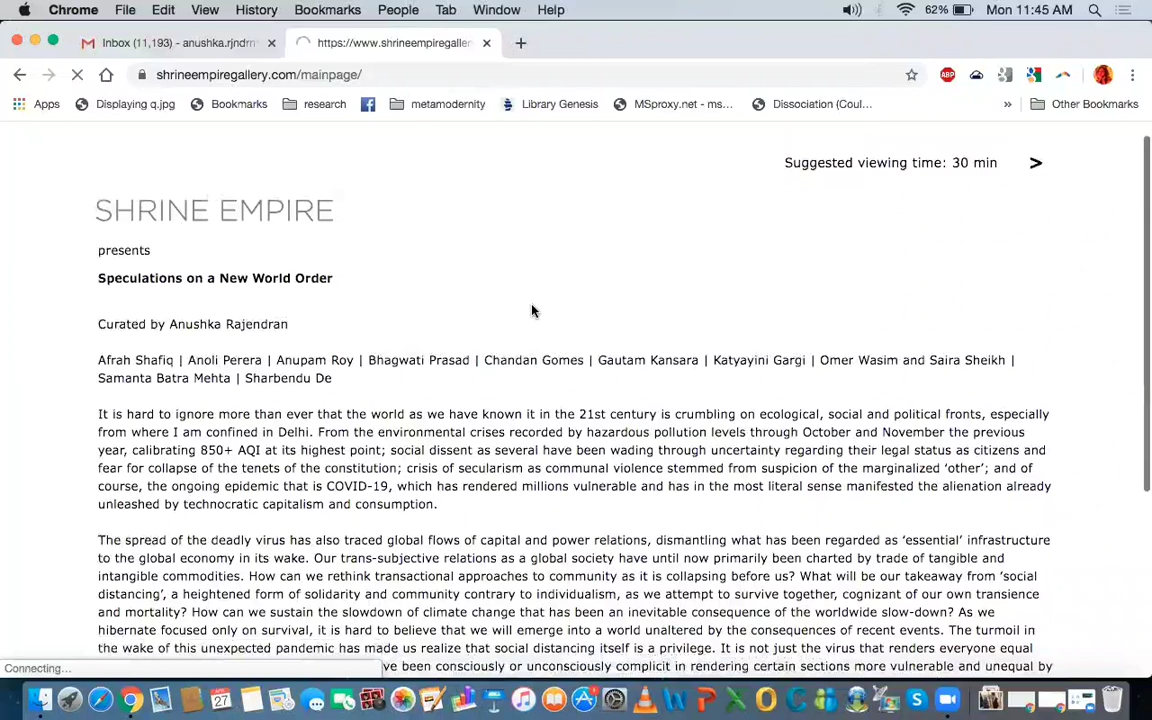 Chrome File Edit View History Bookmarks People Tab Window Help 62% Mon 11:45 AM
Inbox (11,193) - anushka.rjndrn https://www.shrineempiregaller
shrineempiregallery.com/mainpage/ ABP
Apps Displaying q.jpg Bookmarks research metamodernity Library Genesis MSproxy.net - ms... Dissociation (Coul... » Other Bookmarks
Suggested viewing time: 30 min >
SHRINE EMPIRE
presents
Speculations on a New World Order
Curated by Anushka Rajendran
Afrah Shafiq | Anoli Perera | Anupam Roy | Bhagwati Prasad | Chandan Gomes | Gautam Kansara | Katyayini Gargi | Omer Wasim and Saira Sheikh |
Samanta Batra Mehta | Sharbendu De
It is hard to ignore more than ever that the world as we have known it in the 21st century is crumbling on ecological, social and political fronts, especially
from where I am confined in Delhi. From the environmental crises recorded by hazardous pollution levels through October and November the previous
year, calibrating 850+ AQI at its highest point; social dissent as several have been wading through uncertainty regarding their legal status as citizens and
fear for collapse of the tenets of the constitution; crisis of secularism as communal violence stemmed from suspicion of the marginalized ‘other’; and of
course, the ongoing epidemic that is COVID-19, which has rendered millions vulnerable and has in the most literal sense manifested the alienation already
unleashed by technocratic capitalism and consumption.
The spread of the deadly virus has also traced global flows of capital and power relations, dismantling what has been regarded as ‘essential’ infrastructure
to the global economy in its wake. Our trans-subjective relations as a global society have until now primarily been charted by trade of tangible and
intangible commodities. How can we rethink transactional approaches to community as it is collapsing before us? What will be our takeaway from ‘social
distancing’, a heightened form of solidarity and community contrary to individualism, as we attempt to survive together, cognizant of our own transience
and mortality? How can we sustain the slowdown of climate change that has been an inevitable consequence of the worldwide slow-down? As we
hibernate focused only on survival, it is hard to believe that we will emerge into a world unaltered by the consequences of recent events. The turmoil in
the wake of this unexpected pandemic has made us realize that social distancing itself is a privilege. It is not just the virus that renders everyone equal
Connecting... ve been consciously or unconsciously complicit in rendering certain sections more vulnerable and unequal by
27